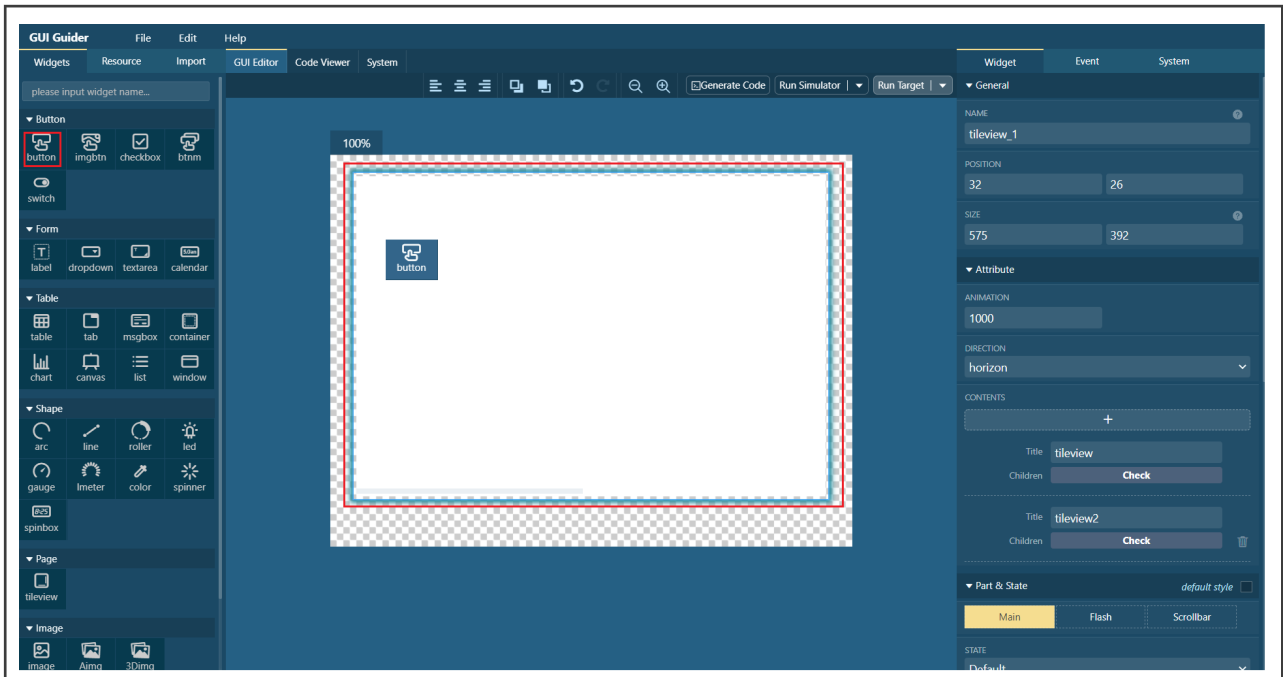 GUI Guider File Edit Help
Widgets Resource Import GUI Editor Code Viewer System Widget Event System
please input widget name...
Generate Code Run Simulator Run Target
▾ Button
button imgbtn checkbox btnm
switch
▾ Form
label dropdown textarea calendar
▾ Table
table tab msgbox container
chart canvas list window
▾ Shape
arc line roller led
gauge lmeter color spinner
spinbox
▾ Page
tileview
▾ Image
image Aimg 3Dimg
100%
button
▾ General
NAME
tileview_1
POSITION
32 26
SIZE
575 392
▾ Attribute
ANIMATION
1000
DIRECTION
horizon
CONTENTS
+
Title tileview
Children Check
Title tileview2
Children Check
▾ Part & State default style
Main Flash Scrollbar
STATE
Default